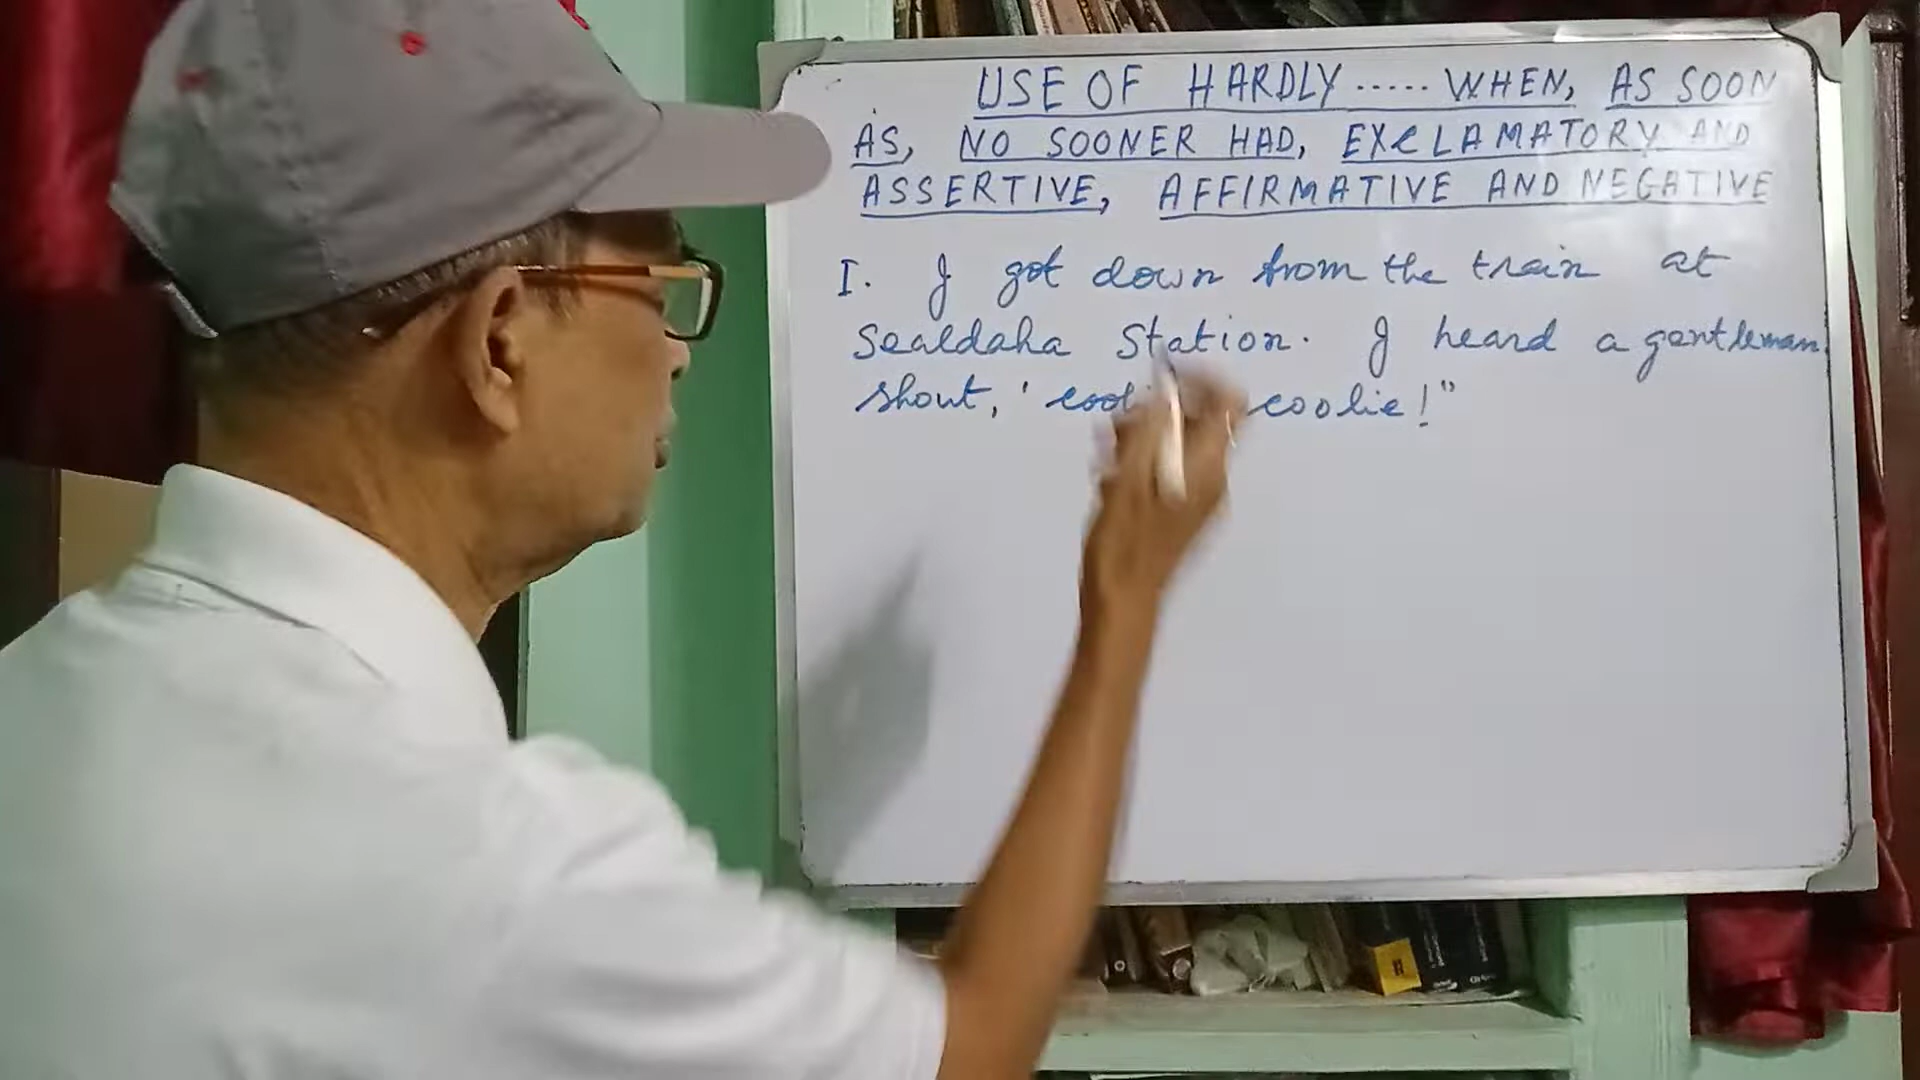 USE OF HARDLY ..... WHEN, AS SOON
AS, NO SOONER HAD, EXCLAMATORY AND
ASSERTIVE, AFFIRMATIVE AND NEGATIVE
I. I got down from the train at
Sealdaha Station. I heard a gentleman
shout, ' coolie!"